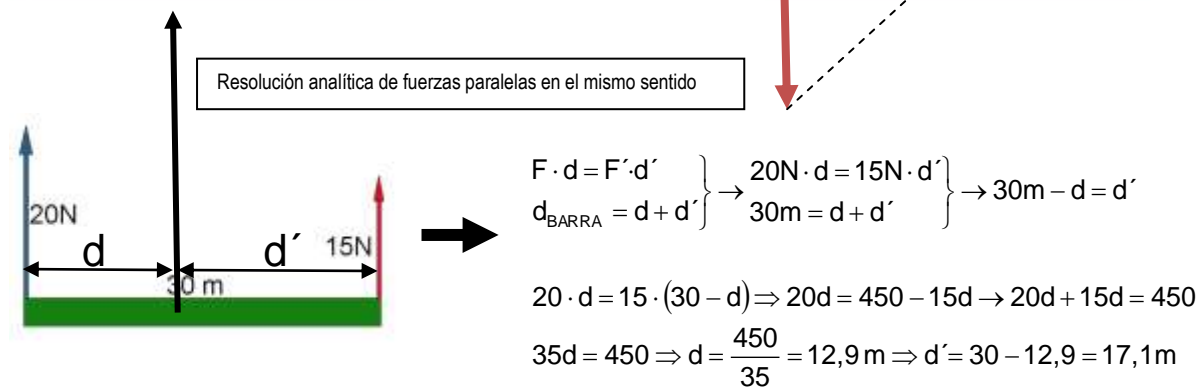 Resolución analítica de fuerzas paralelas en el mismo sentido
20N
d
d´
15N
30 m
F · d = F´·d´
d_BARRA = d + d´
} → 20N · d = 15N · d´
30m = d + d´
} → 30m − d = d´
20 · d = 15 · (30 − d) ⇒ 20d = 450 − 15d → 20d + 15d = 450
35d = 450 ⇒ d = 450/35 = 12,9 m ⇒ d´= 30 − 12,9 = 17,1m